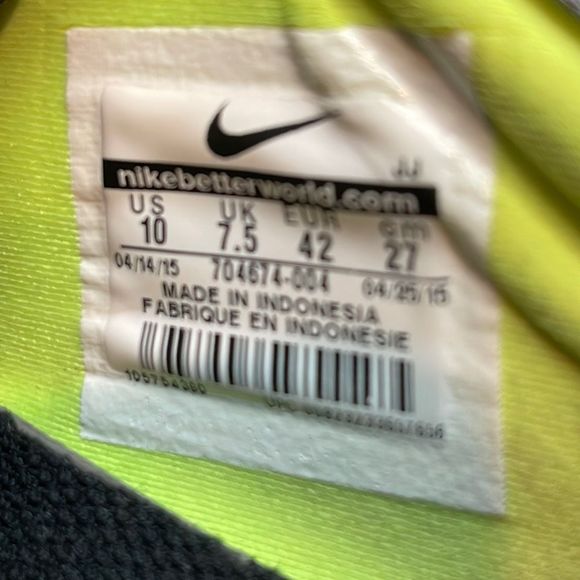 JJ
nikebetterworld.com
US UK EUR cm
10 7.5 42 27
04/14/15 704674-004 04/25/15
MADE IN INDONESIA
FABRIQUE EN INDONESIE
105754380